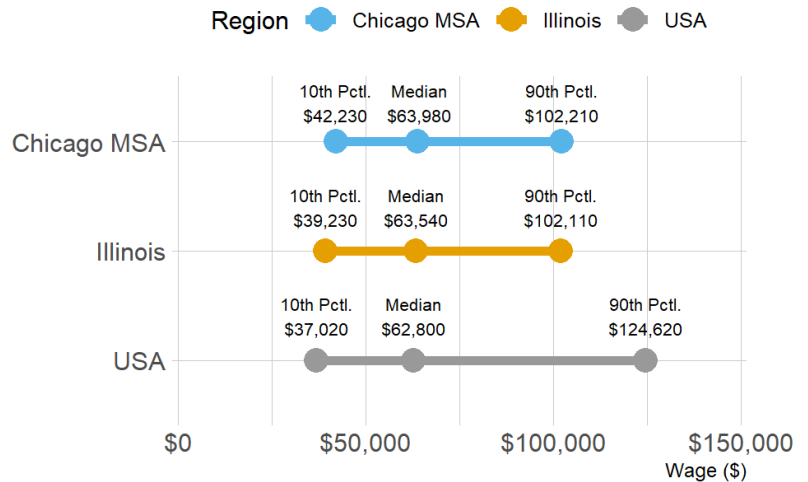 Region Chicago MSA Illinois USA
10th Pctl. Median 90th Pctl.
$42,230 $63,980 $102,210
Chicago MSA
10th Pctl. Median 90th Pctl.
$39,230 $63,540 $102,110
Illinois
10th Pctl. Median 90th Pctl.
$37,020 $62,800 $124,620
USA
$0 $50,000 $100,000 $150,000
Wage ($)